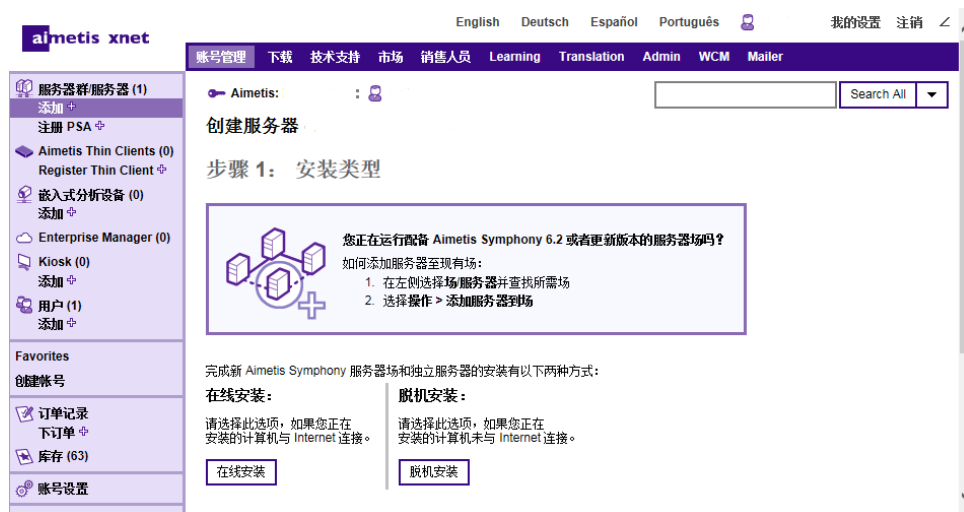 aimetis xnet
English Deutsch Español Português 我的设置 注销
账号管理 下载 技术支持 市场 销售人员 Learning Translation Admin WCM Mailer
服务器群/服务器 (1)
添加
注册 PSA
Aimetis Thin Clients (0)
Register Thin Client
嵌入式分析设备 (0)
添加
Enterprise Manager (0)
Kiosk (0)
添加
用户 (1)
添加
Favorites
创建帐号
订单记录
下订单
库存 (63)
账号设置
Aimetis: :
Search All
创建服务器
步骤 1: 安装类型
您正在运行配备 Aimetis Symphony 6.2 或者更新版本的服务器场吗?
如何添加服务器至现有场:
1. 在左侧选择场/服务器并查找所需场
2. 选择操作 > 添加服务器到场
完成新 Aimetis Symphony 服务器场和独立服务器的安装有以下两种方式:
在线安装:
请选择此选项,如果您正在
安装的计算机与 Internet 连接。
在线安装
脱机安装:
请选择此选项,如果您正在
安装的计算机未与 Internet 连接。
脱机安装